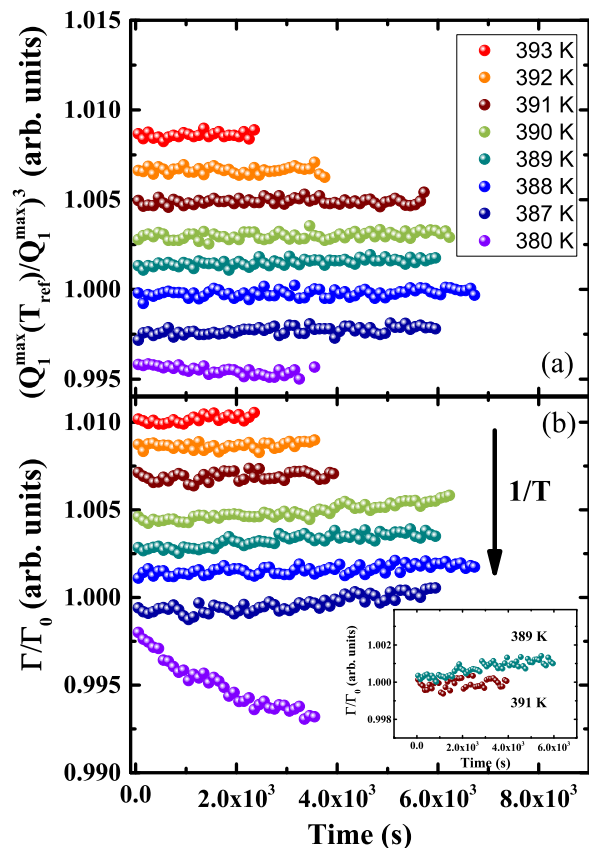 (Q₁ᵐᵃˣ(T_ref)/Q₁ᵐᵃˣ)³ (arb. units)
1.015
1.010
1.005
1.000
0.995
393 K
392 K
391 K
390 K
389 K
388 K
387 K
380 K
(a)
Γ/Γ₀ (arb. units)
1.010
1.005
1.000
0.995
0.990
(b)
1/T
Γ/Γ₀ (arb. units)
1.002
1.000
0.998
389 K
391 K
0.0 2.0x10³ 4.0x10³ 6.0x10³
Time (s)
0.0 2.0x10³ 4.0x10³ 6.0x10³ 8.0x10³
Time (s)